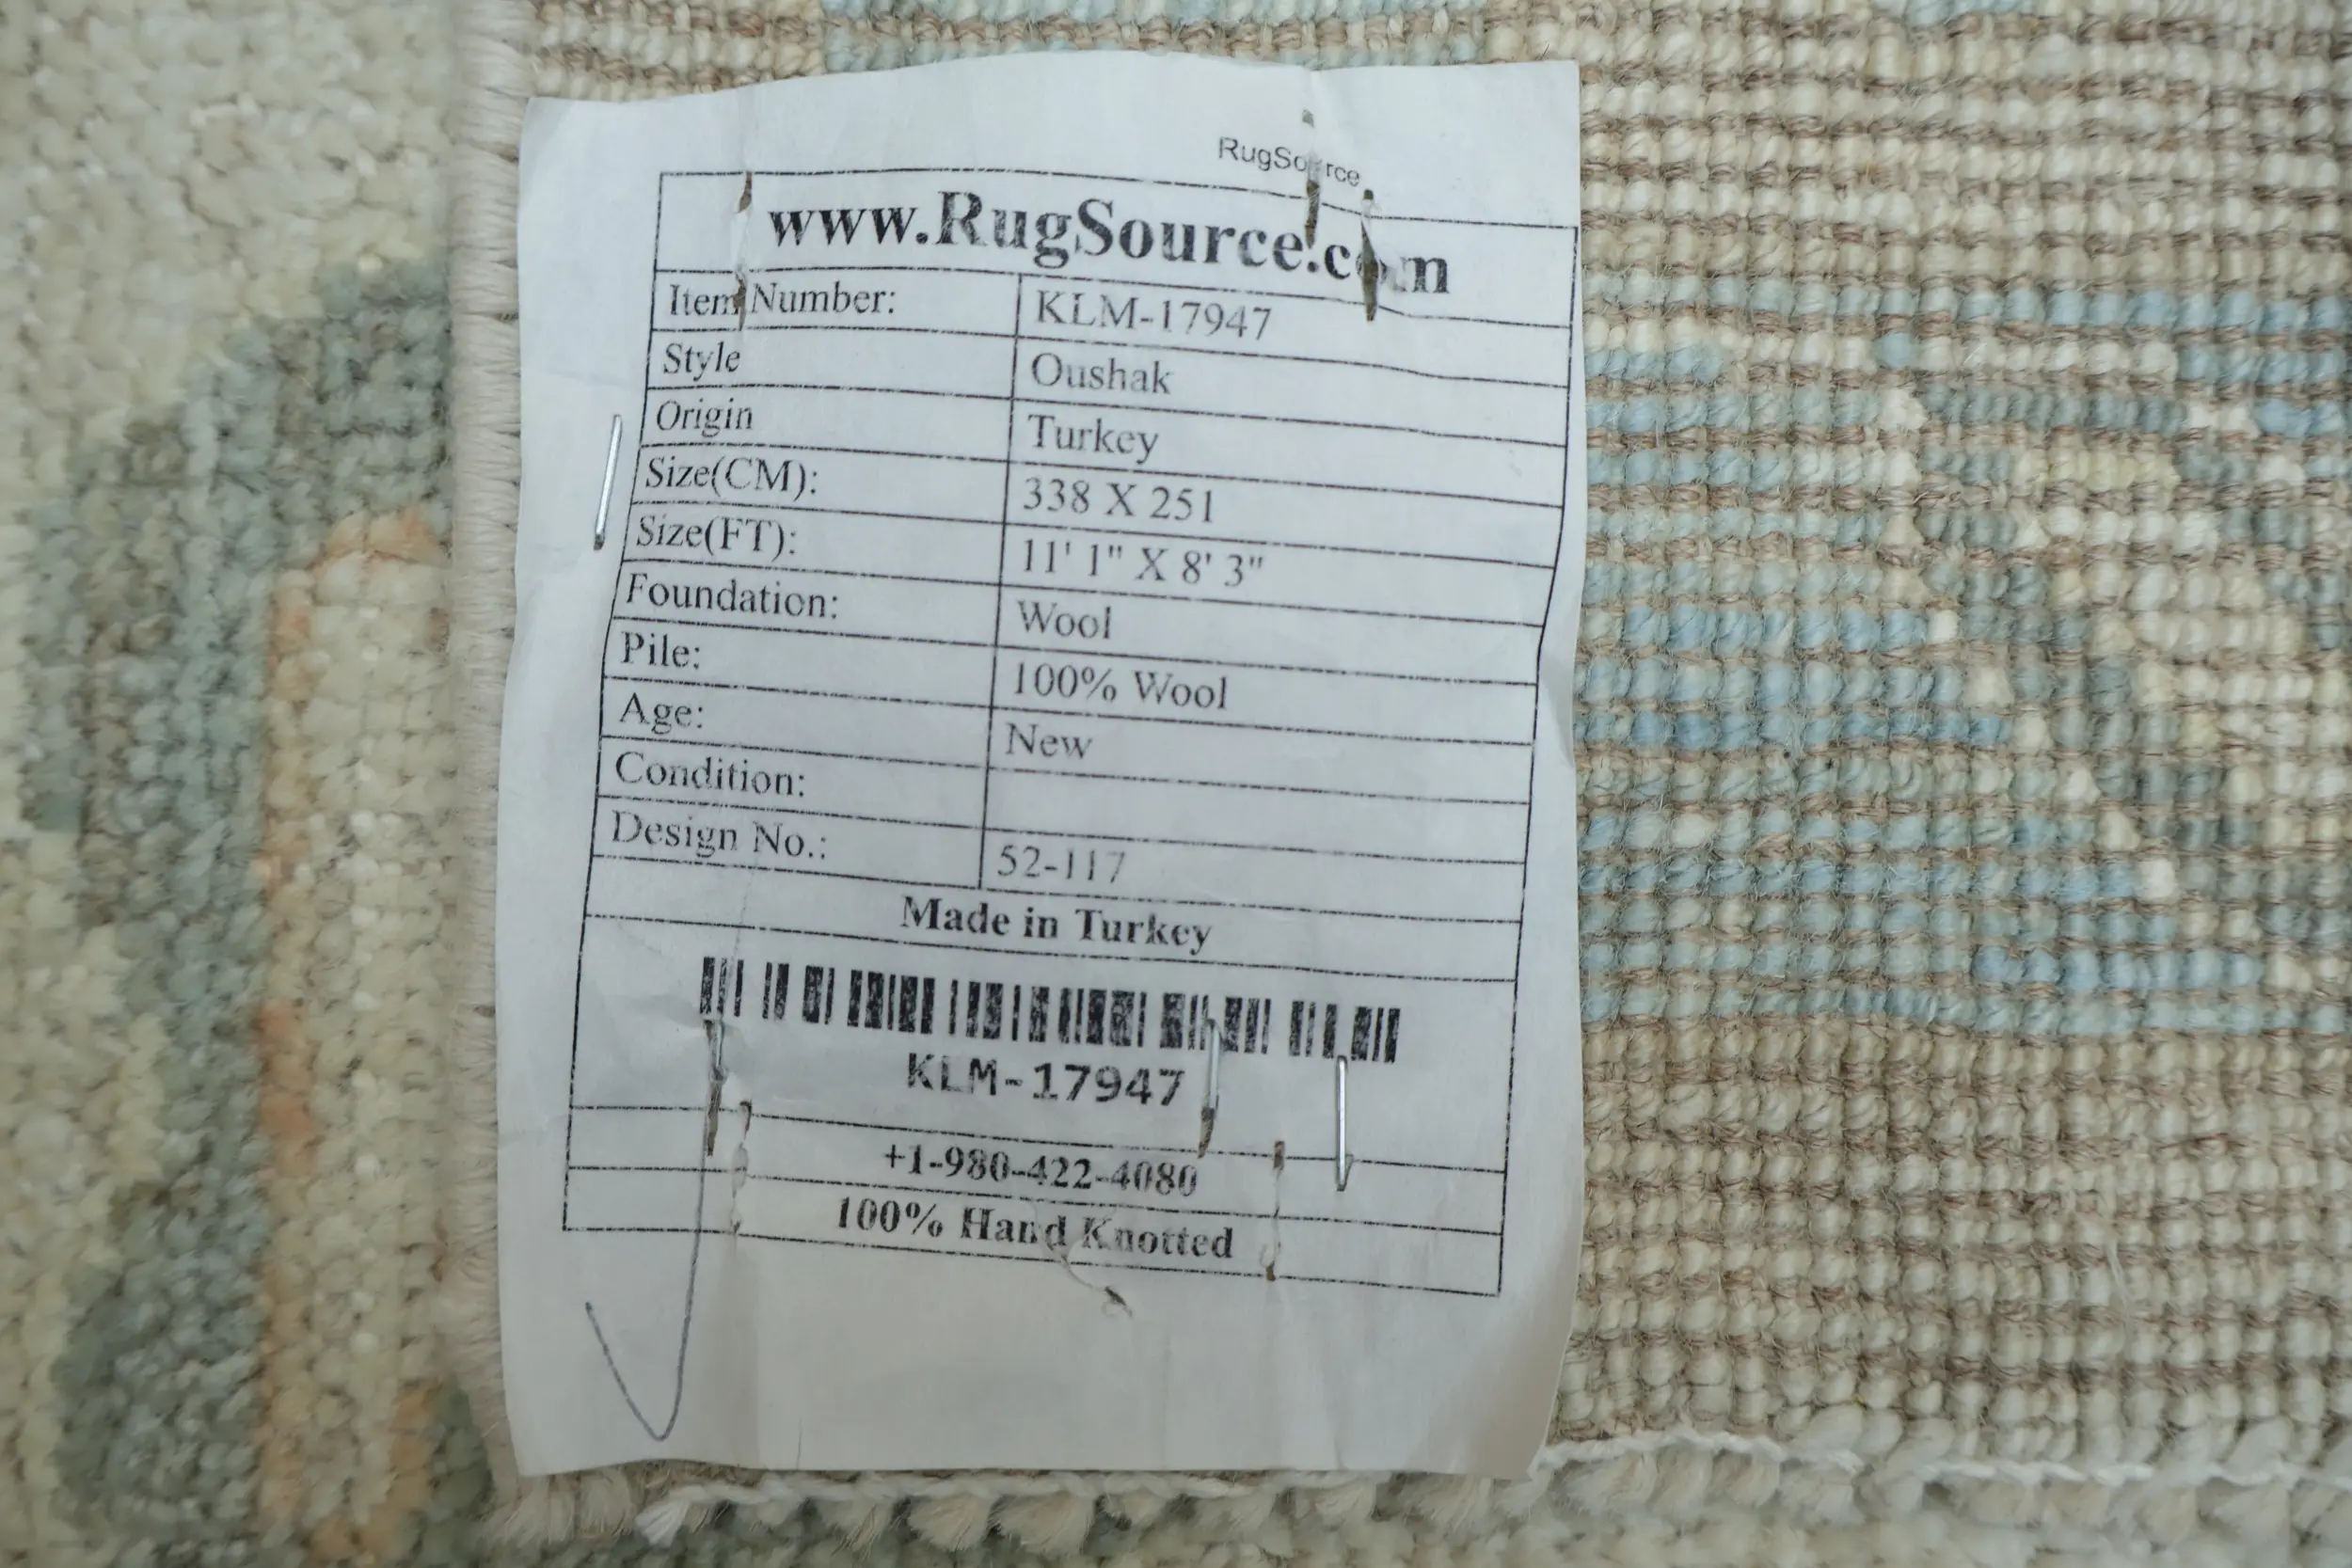 RugSource
www.RugSource.com
Item Number: KLM-17947
Style Oushak
Origin Turkey
Size(CM): 338 X 251
Size(FT): 11' 1" X 8' 3"
Foundation: Wool
Pile: 100% Wool
Age: New
Condition:
Design No.: 52-117
Made in Turkey
KLM-17947
+1-980-422-4080
100% Hand Knotted